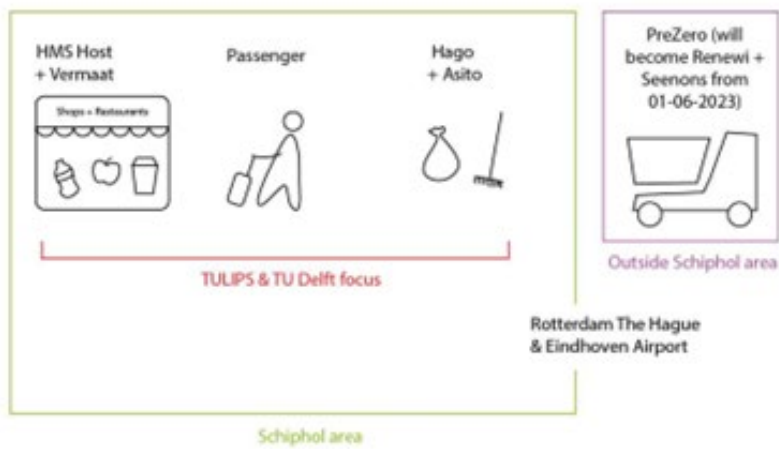 HMS Host
+ Vermaat
Shops + Restaurants
Passenger
Hago
+ Asito
PreZero (will
become Renewi +
Seenons from
01-06-2023)
TULIPS & TU Delft focus
Outside Schiphol area
Rotterdam The Hague
& Eindhoven Airport
Schiphol area